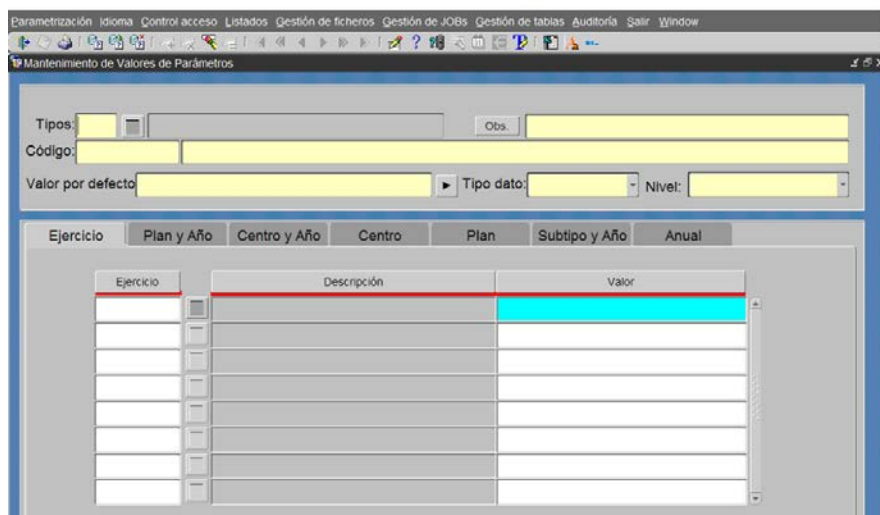 Parametrización Idioma Control acceso Listados Gestión de ficheros Gestión de JOBs Gestión de tablas Auditoría Salir Window
Mantenimiento de Valores de Parámetros
Tipos: Obs.
Código:
Valor por defecto Tipo dato: Nivel:
Ejercicio Plan y Año Centro y Año Centro Plan Subtipo y Año Anual
Ejercicio Descripción Valor